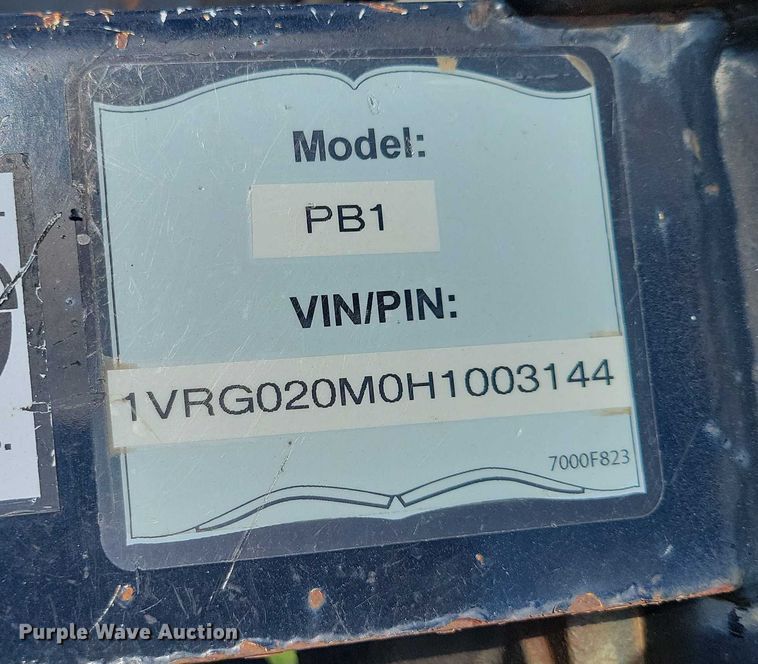 Model:
PB1
VIN/PIN:
1VRG020M0H1003144
7000F823
Purple Wave Auction